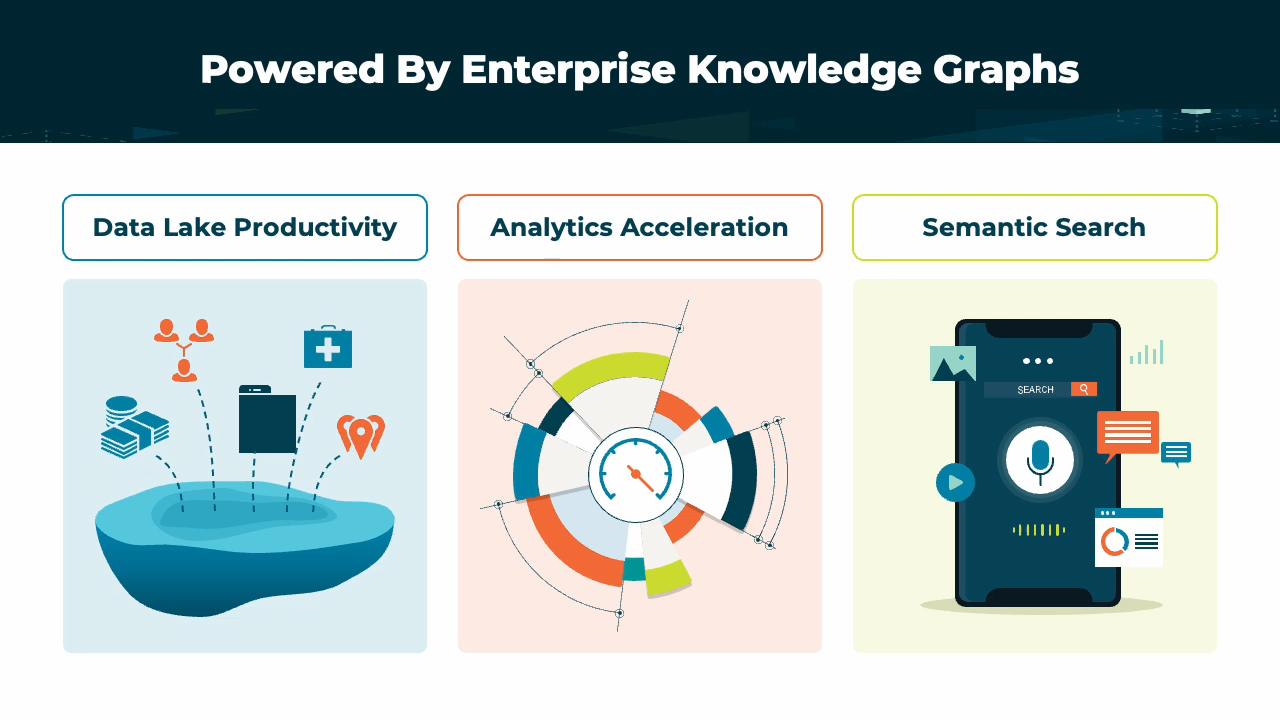 Powered By Enterprise Knowledge Graphs
Data Lake Productivity
Analytics Acceleration
Semantic Search
SEARCH